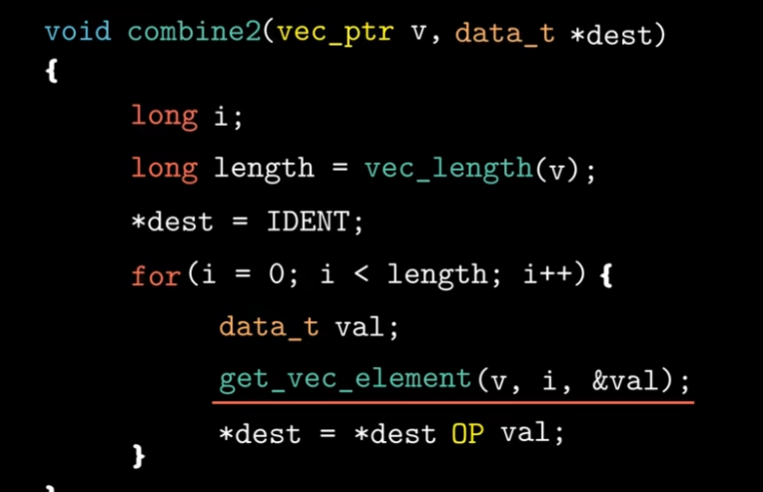 void combine2(vec_ptr v, data_t *dest)
{
long i;
long length = vec_length(v);
*dest = IDENT;
for(i = 0; i < length; i++) {
data_t val;
get_vec_element(v, i, &val);
*dest = *dest OP val;
}